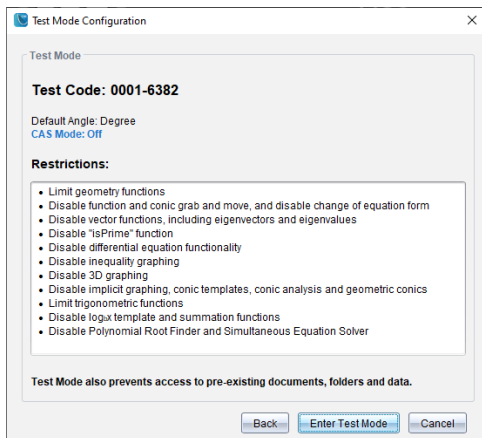 Test Mode Configuration
Test Mode
Test Code: 0001-6382
Default Angle: Degree
CAS Mode: Off
Restrictions:
• Limit geometry functions
• Disable function and conic grab and move, and disable change of equation form
• Disable vector functions, including eigenvectors and eigenvalues
• Disable "isPrime" function
• Disable differential equation functionality
• Disable inequality graphing
• Disable 3D graphing
• Disable implicit graphing, conic templates, conic analysis and geometric conics
• Limit trigonometric functions
• Disable logbx template and summation functions
• Disable Polynomial Root Finder and Simultaneous Equation Solver
Test Mode also prevents access to pre-existing documents, folders and data.
Back Enter Test Mode Cancel